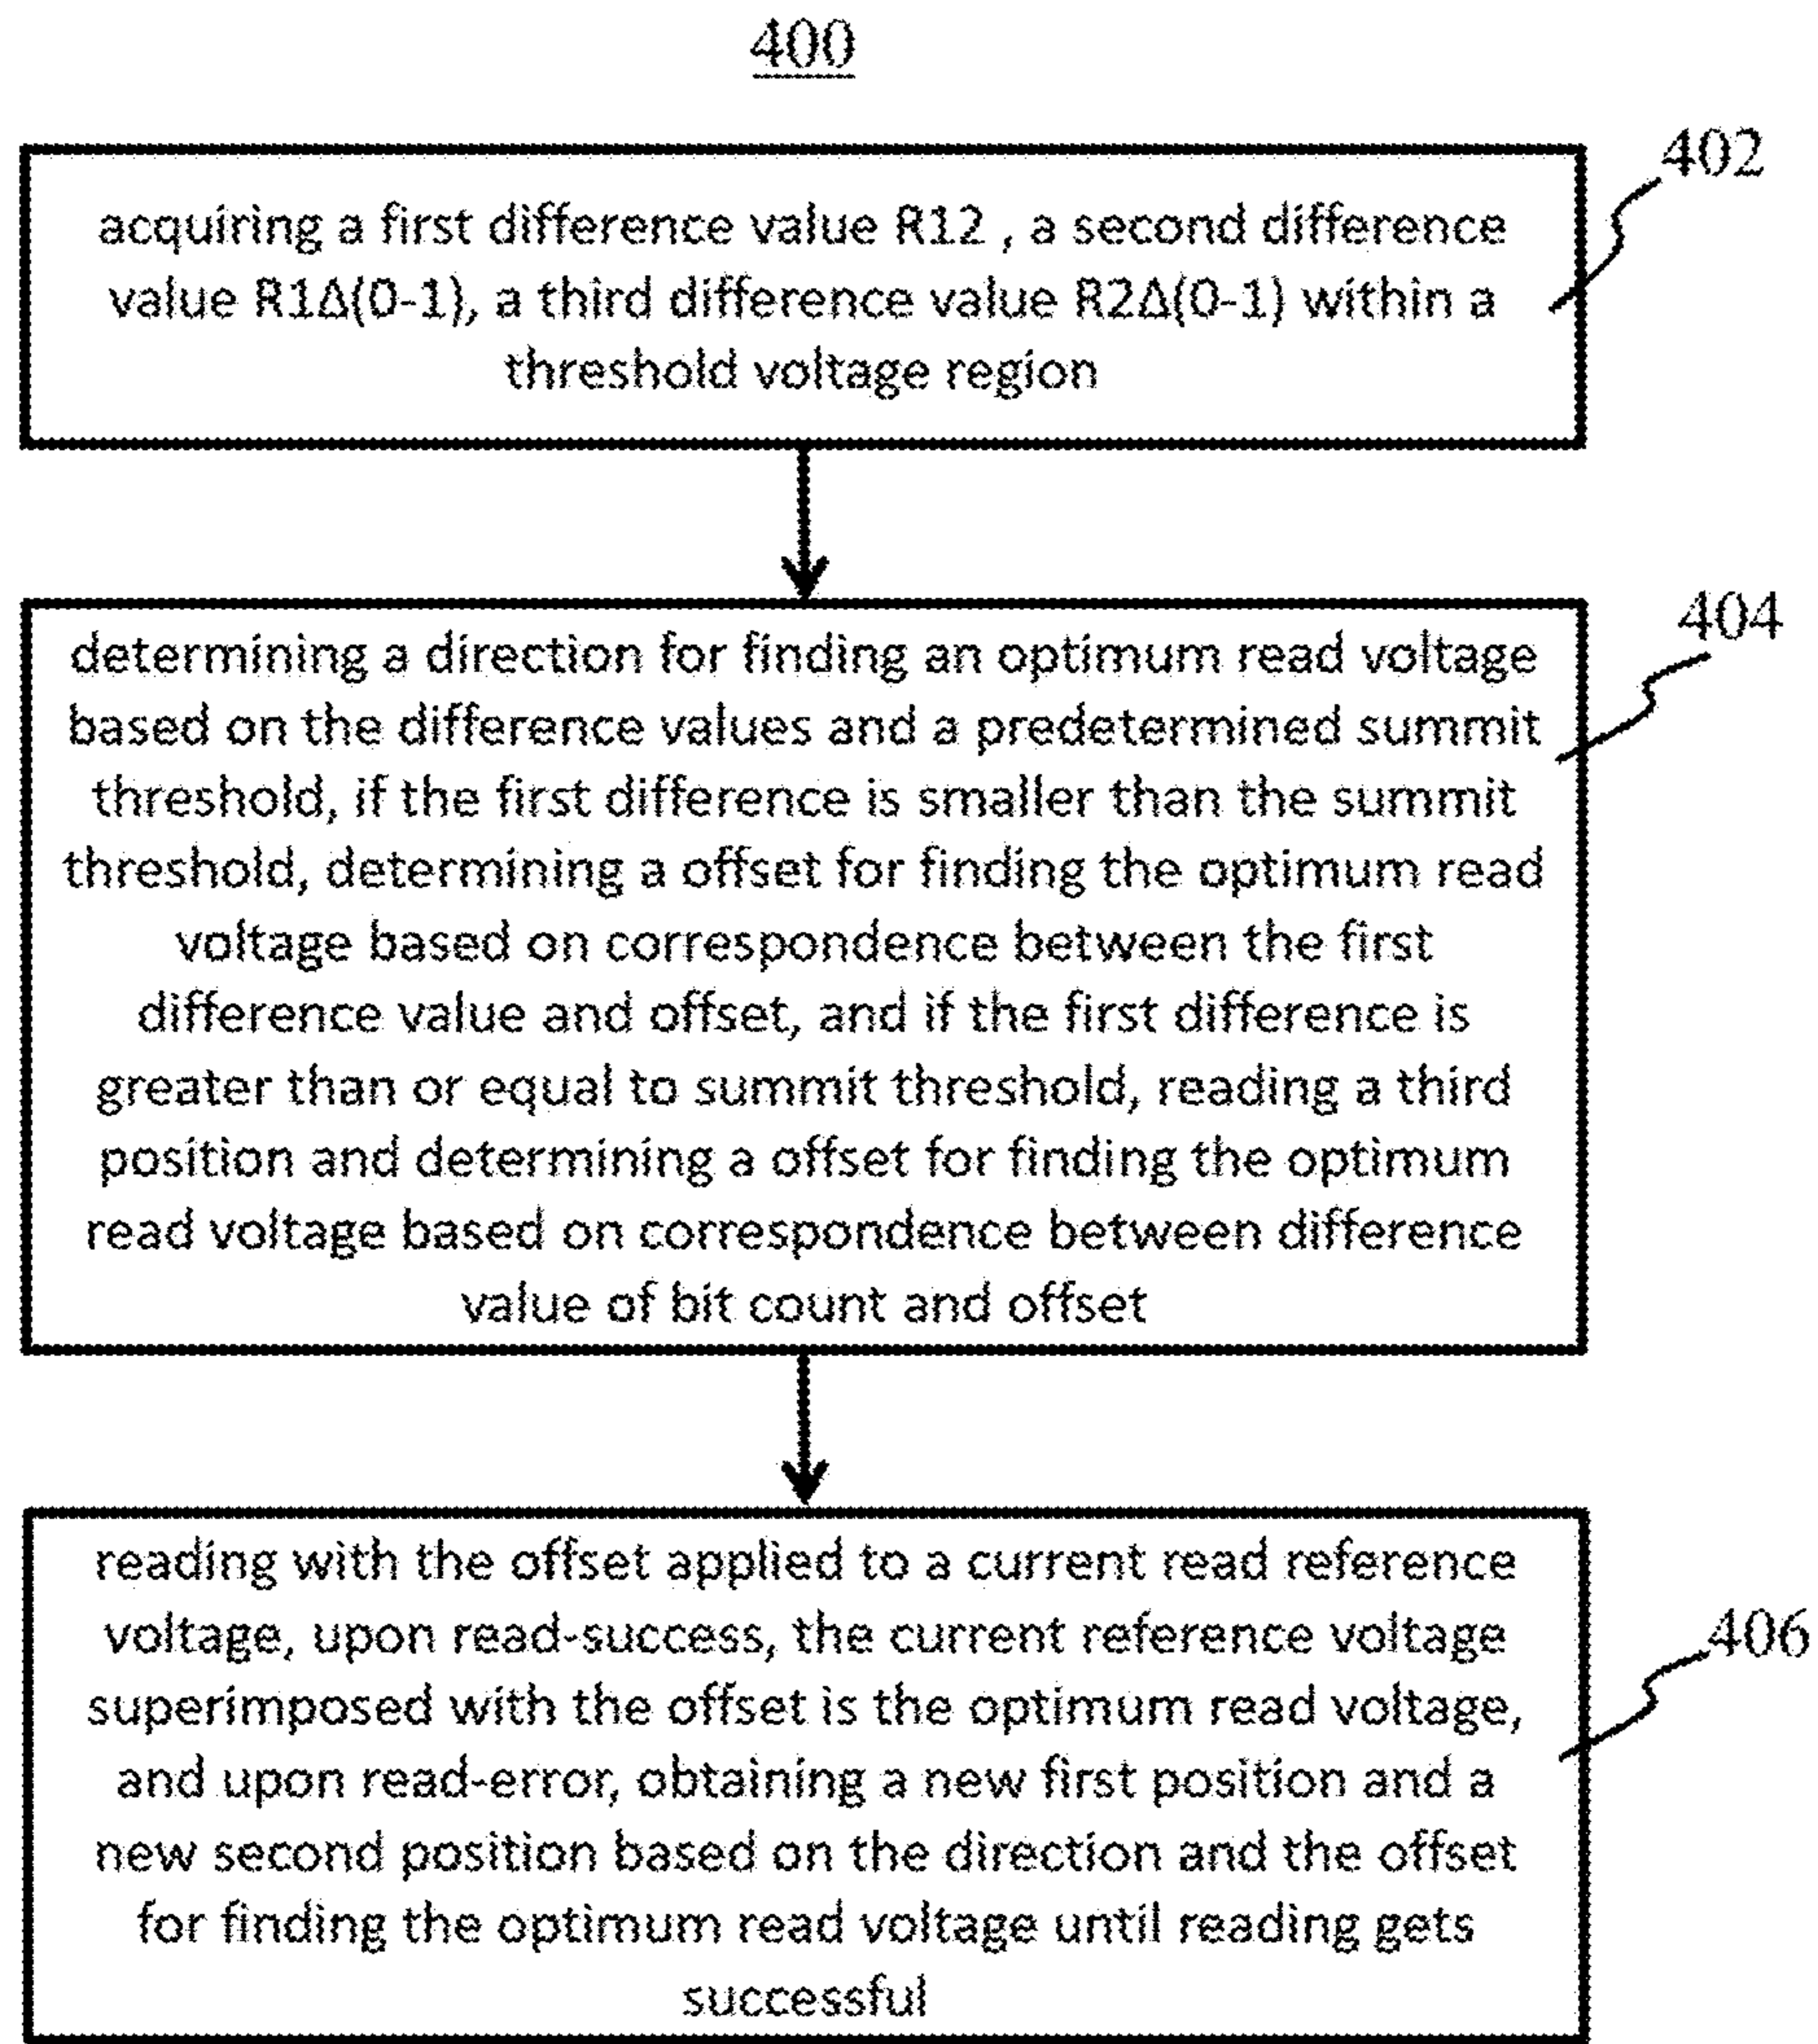 400
402
acquiring a first difference value R12 , a second difference
value R1Δ(0-1), a third difference value R2Δ(0-1) within a
threshold voltage region
404
determining a direction for finding an optimum read voltage
based on the difference values and a predetermined summit
threshold, if the first difference is smaller than the summit
threshold, determining a offset for finding the optimum read
voltage based on correspondence between the first
difference value and offset, and if the first difference is
greater than or equal to summit threshold, reading a third
position and determining a offset for finding the optimum
read voltage based on correspondence between difference
value of bit count and offset
406
reading with the offset applied to a current read reference
voltage, upon read-success, the current reference voltage
superimposed with the offset is the optimum read voltage,
and upon read-error, obtaining a new first position and a
new second position based on the direction and the offset
for finding the optimum read voltage until reading gets
successful